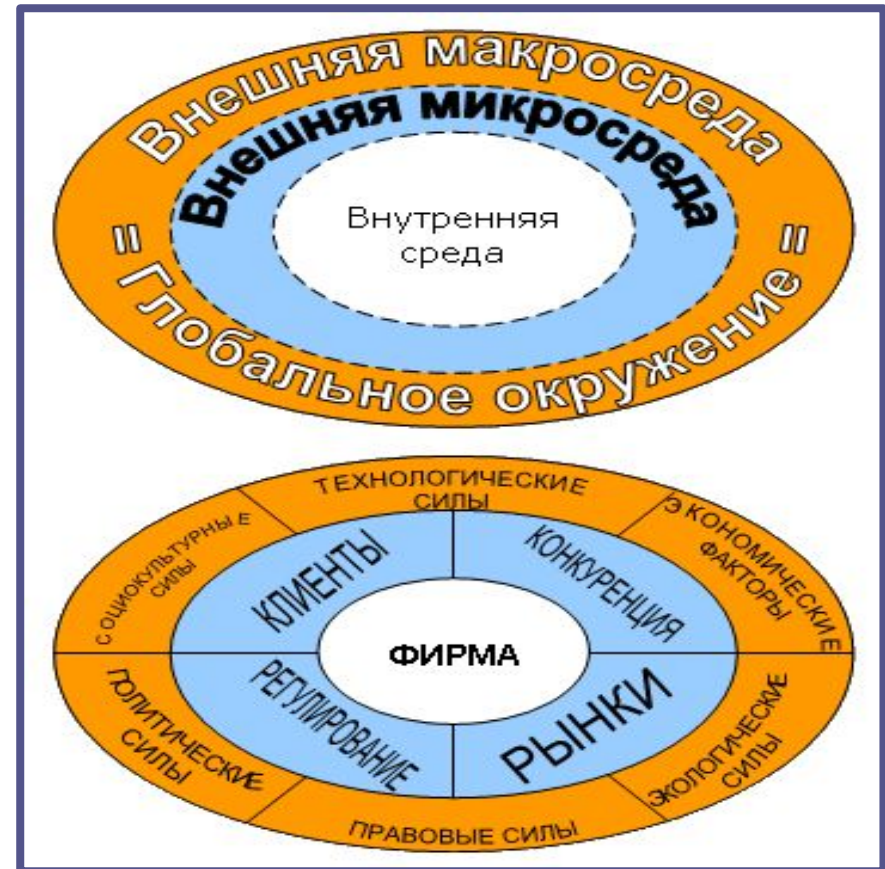 Внешняя макросреда
Внешняя микросреда
Внутренняя
среда
= Глобальное окружение =
ТЕХНОЛОГИЧЕСКИЕ
СИЛЫ
СОЦИОКУЛЬТУРНЫЕ
СИЛЫ
ЭКОНОМИЧЕСКИЕ
ФАКТОРЫ
КЛИЕНТЫ
КОНКУРЕНЦИЯ
ФИРМА
РЕГУЛИРОВАНИЕ
РЫНКИ
ПОЛИТИЧЕСКИЕ
СИЛЫ
ЭКОЛОГИЧЕСКИЕ
СИЛЫ
ПРАВОВЫЕ СИЛЫ